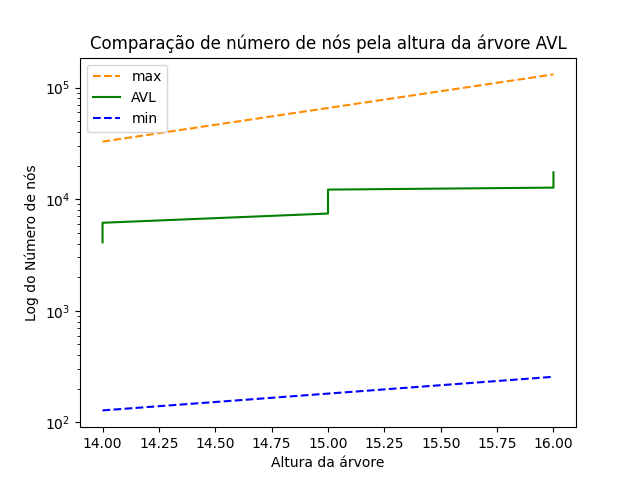 Comparação de número de nós pela altura da árvore AVL
max
AVL
min
Log do Número de nós
10^5
10^4
10^3
10^2
14.00 14.25 14.50 14.75 15.00 15.25 15.50 15.75 16.00
Altura da árvore